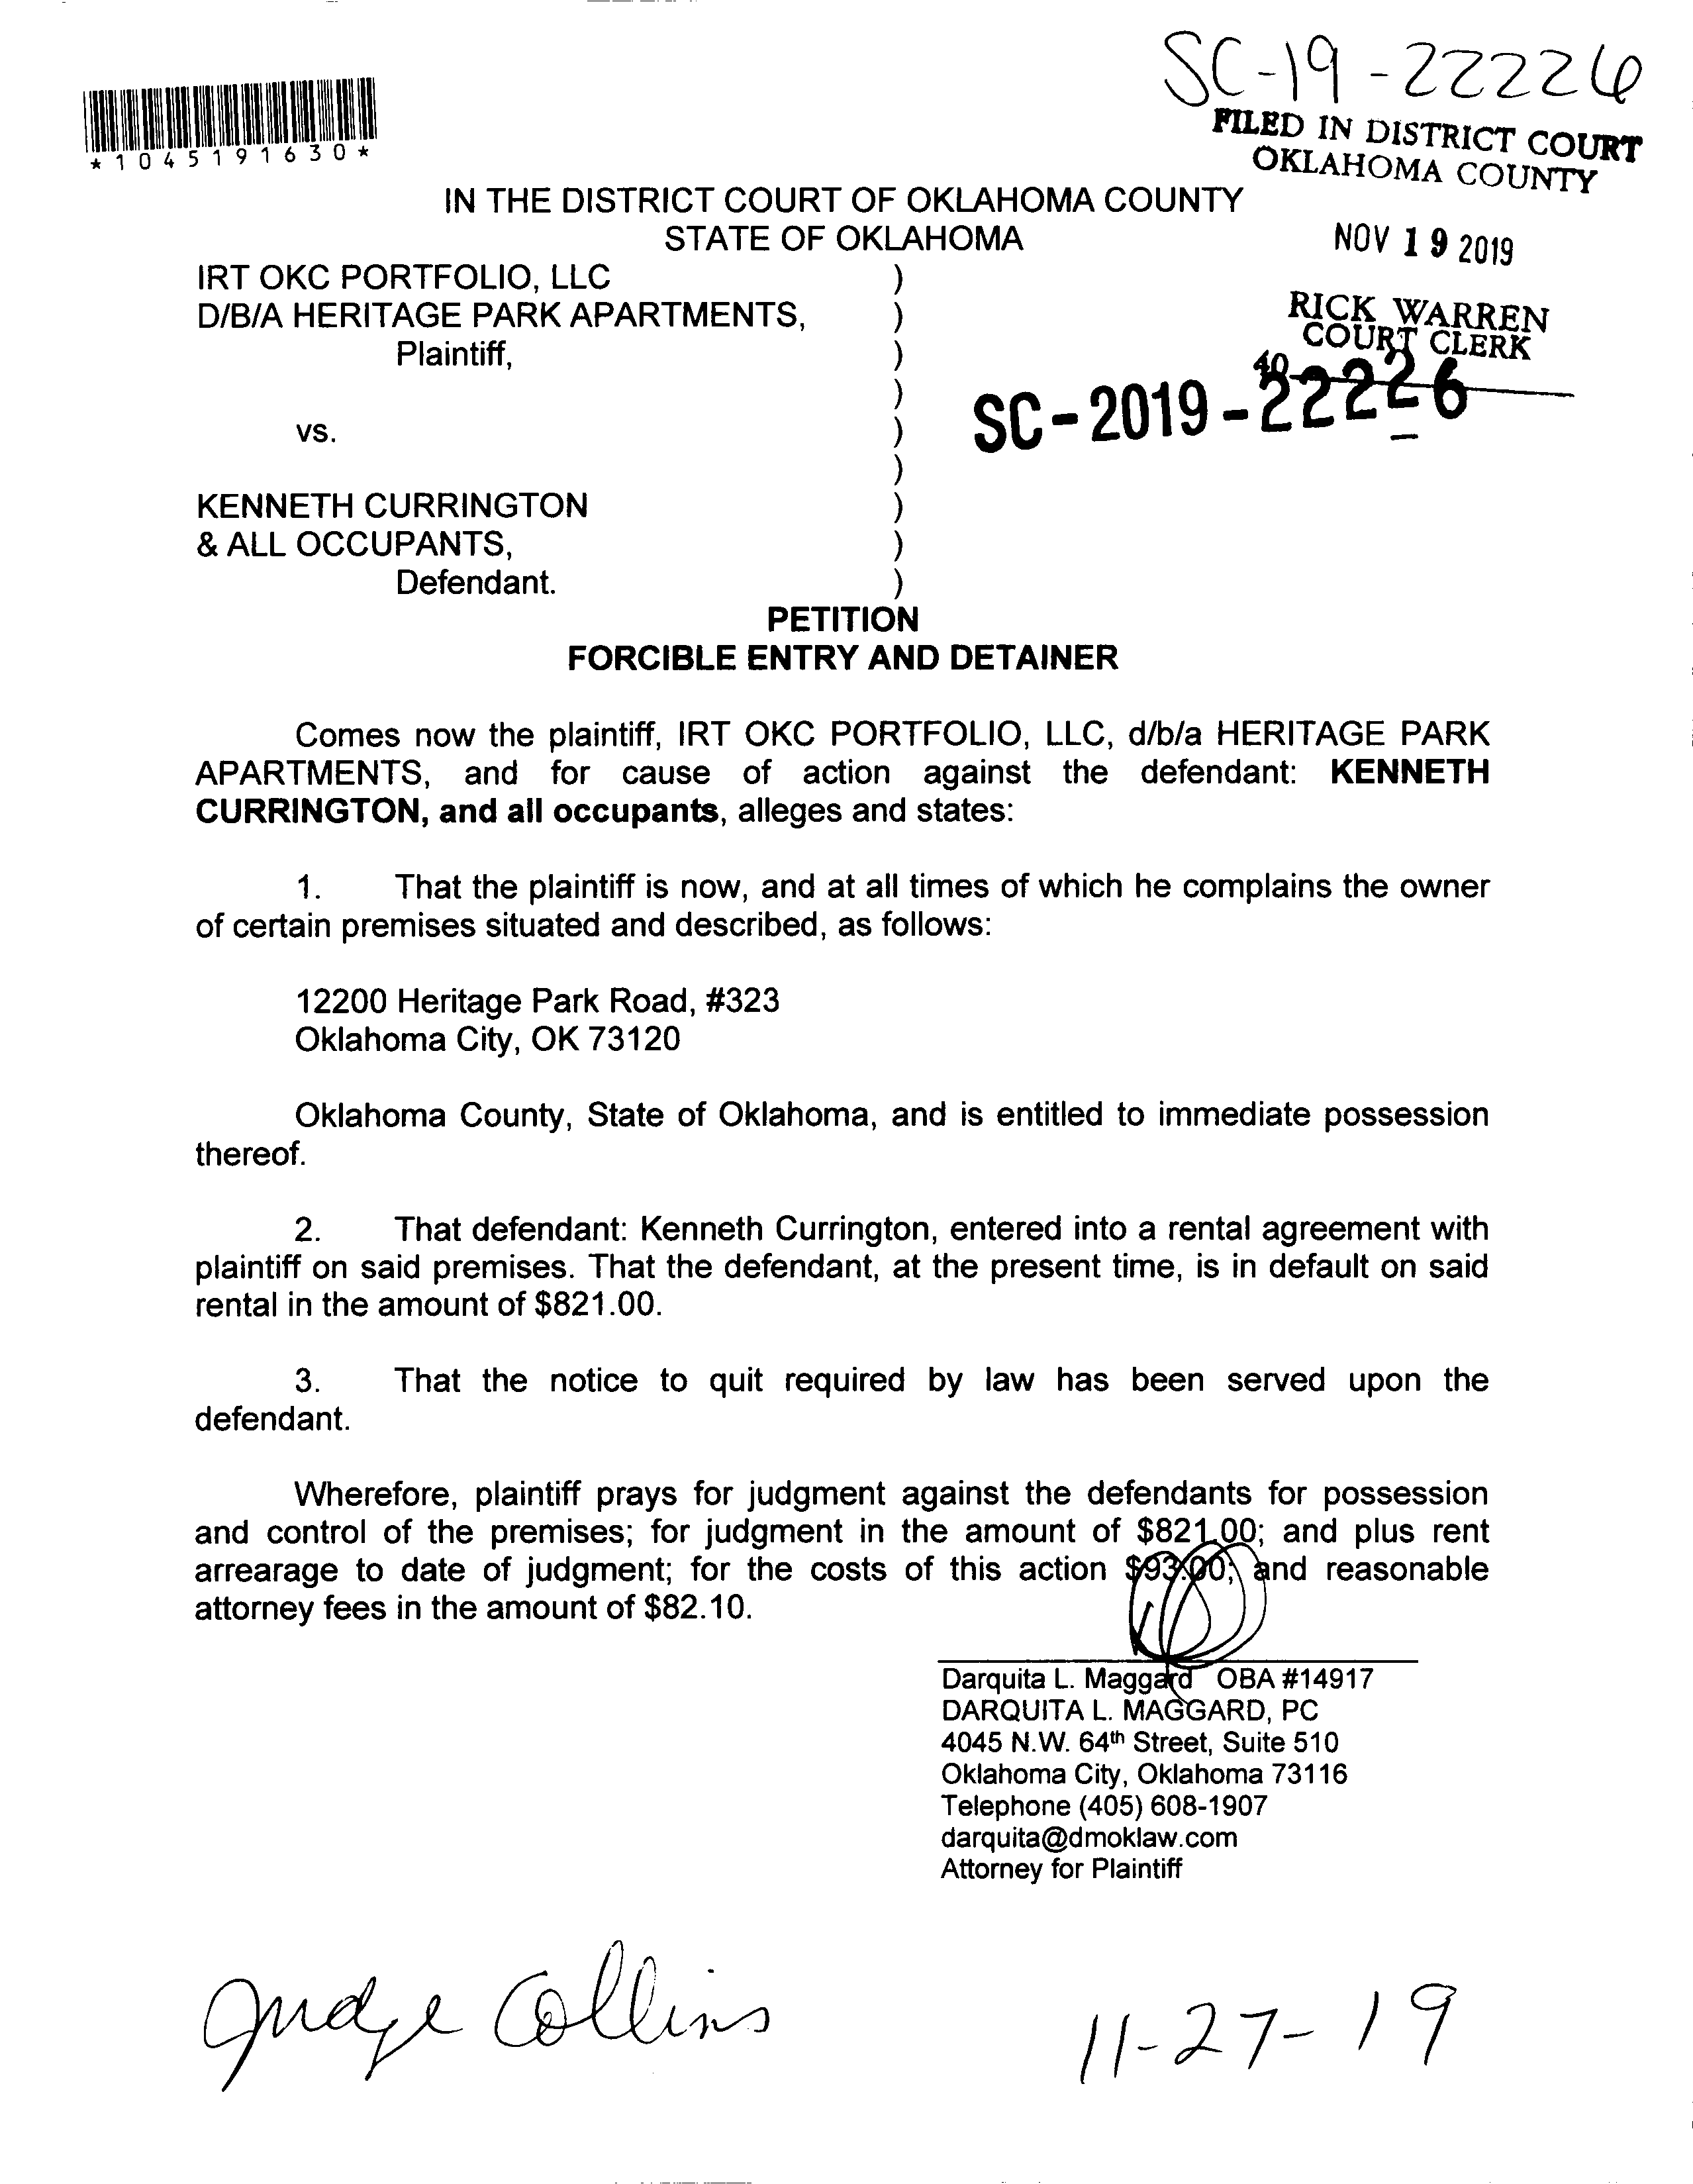 SC-19-22226
FILED IN DISTRICT COURT
OKLAHOMA COUNTY
*1045191630*
IN THE DISTRICT COURT OF OKLAHOMA COUNTY
STATE OF OKLAHOMA
NOV 19 2019
IRT OKC PORTFOLIO, LLC )
D/B/A HERITAGE PARK APARTMENTS, )
Plaintiff, )
)
vs. )
)
KENNETH CURRINGTON )
& ALL OCCUPANTS, )
Defendant. )
RICK WARREN
COURT CLERK
40
SC-2019-22226
PETITION
FORCIBLE ENTRY AND DETAINER
Comes now the plaintiff, IRT OKC PORTFOLIO, LLC, d/b/a HERITAGE PARK
APARTMENTS, and for cause of action against the defendant: KENNETH
CURRINGTON, and all occupants, alleges and states:
1. That the plaintiff is now, and at all times of which he complains the owner
of certain premises situated and described, as follows:
12200 Heritage Park Road, #323
Oklahoma City, OK 73120
Oklahoma County, State of Oklahoma, and is entitled to immediate possession
thereof.
2. That defendant: Kenneth Currington, entered into a rental agreement with
plaintiff on said premises. That the defendant, at the present time, is in default on said
rental in the amount of $821.00.
3. That the notice to quit required by law has been served upon the
defendant.
Wherefore, plaintiff prays for judgment against the defendants for possession
and control of the premises; for judgment in the amount of $821.00; and plus rent
arrearage to date of judgment; for the costs of this action $93.00; and reasonable
attorney fees in the amount of $82.10.
Darquita L. Maggard OBA #14917
DARQUITA L. MAGGARD, PC
4045 N.W. 64th Street, Suite 510
Oklahoma City, Oklahoma 73116
Telephone (405) 608-1907
darquita@dmoklaw.com
Attorney for Plaintiff
Judge Collins 11-27-19